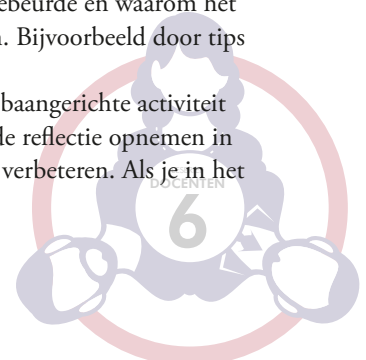 ebeurde en waarom het
n. Bijvoorbeeld door tips
baangerichte activiteit
de reflectie opnemen in
verbeteren. Als je in het
DOCENTEN
6